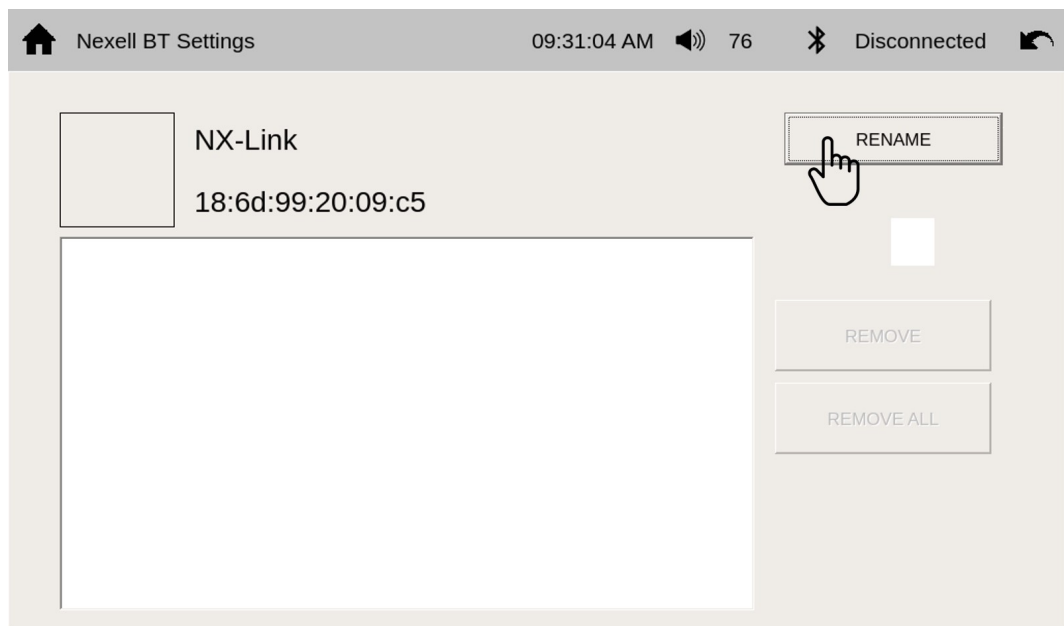 Nexell BT Settings 09:31:04 AM 76 Disconnected
NX-Link
RENAME
18:6d:99:20:09:c5
REMOVE
REMOVE ALL